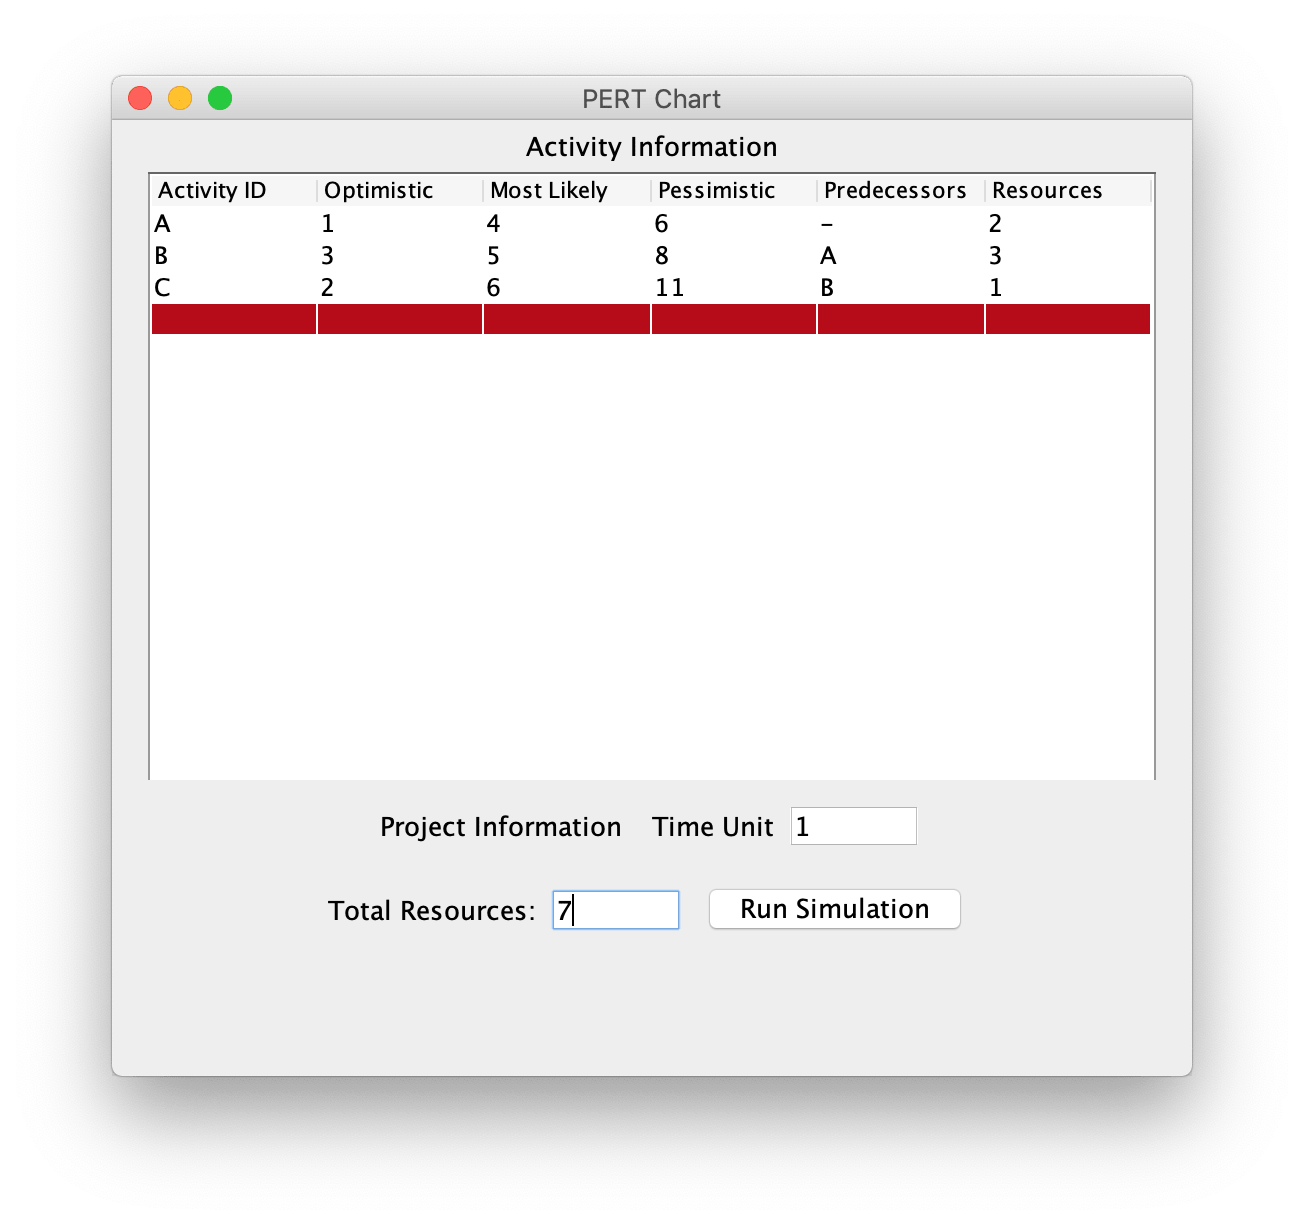 PERT Chart
Activity Information
Activity ID Optimistic Most Likely Pessimistic Predecessors Resources
A 1 4 6 – 2
B 3 5 8 A 3
C 2 6 11 B 1
Project Information Time Unit 1
Total Resources: 7 Run Simulation